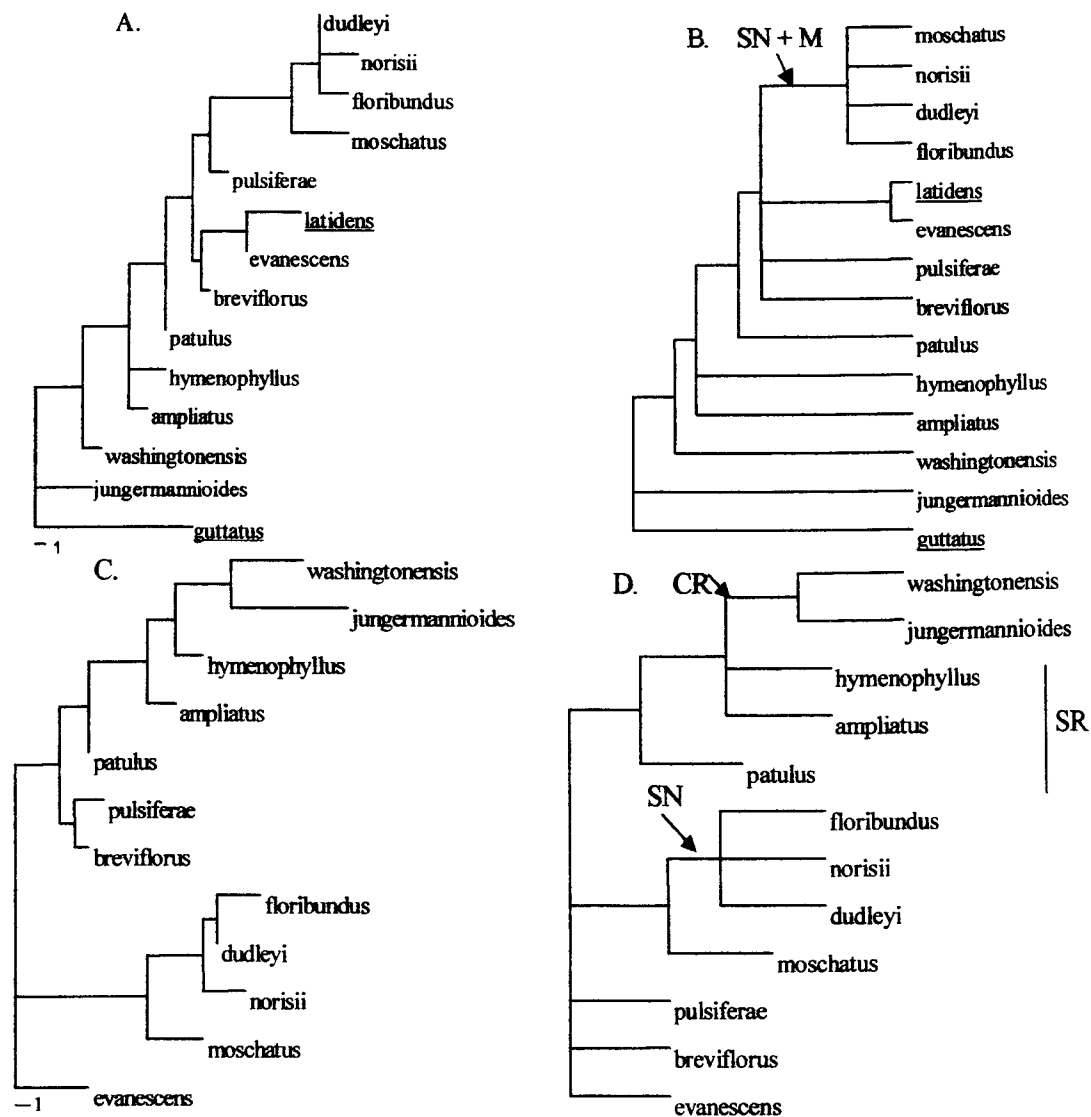 A.
dudleyi
norisii
floribundus
moschatus
pulsiferae
latidens
evanescens
breviflorus
patulus
hymenophyllus
ampliatus
washingtonensis
jungermannioides
guttatus
1
B. SN + M
moschatus
norisii
dudleyi
floribundus
latidens
evanescens
pulsiferae
breviflorus
patulus
hymenophyllus
ampliatus
washingtonensis
jungermannioides
guttatus
C.
washingtonensis
jungermannioides
hymenophyllus
ampliatus
patulus
pulsiferae
breviflorus
floribundus
dudleyi
norisii
moschatus
evanescens
1
D. CR
washingtonensis
jungermannioides
hymenophyllus
ampliatus
SR
patulus
SN
floribundus
norisii
dudleyi
moschatus
pulsiferae
breviflorus
evanescens